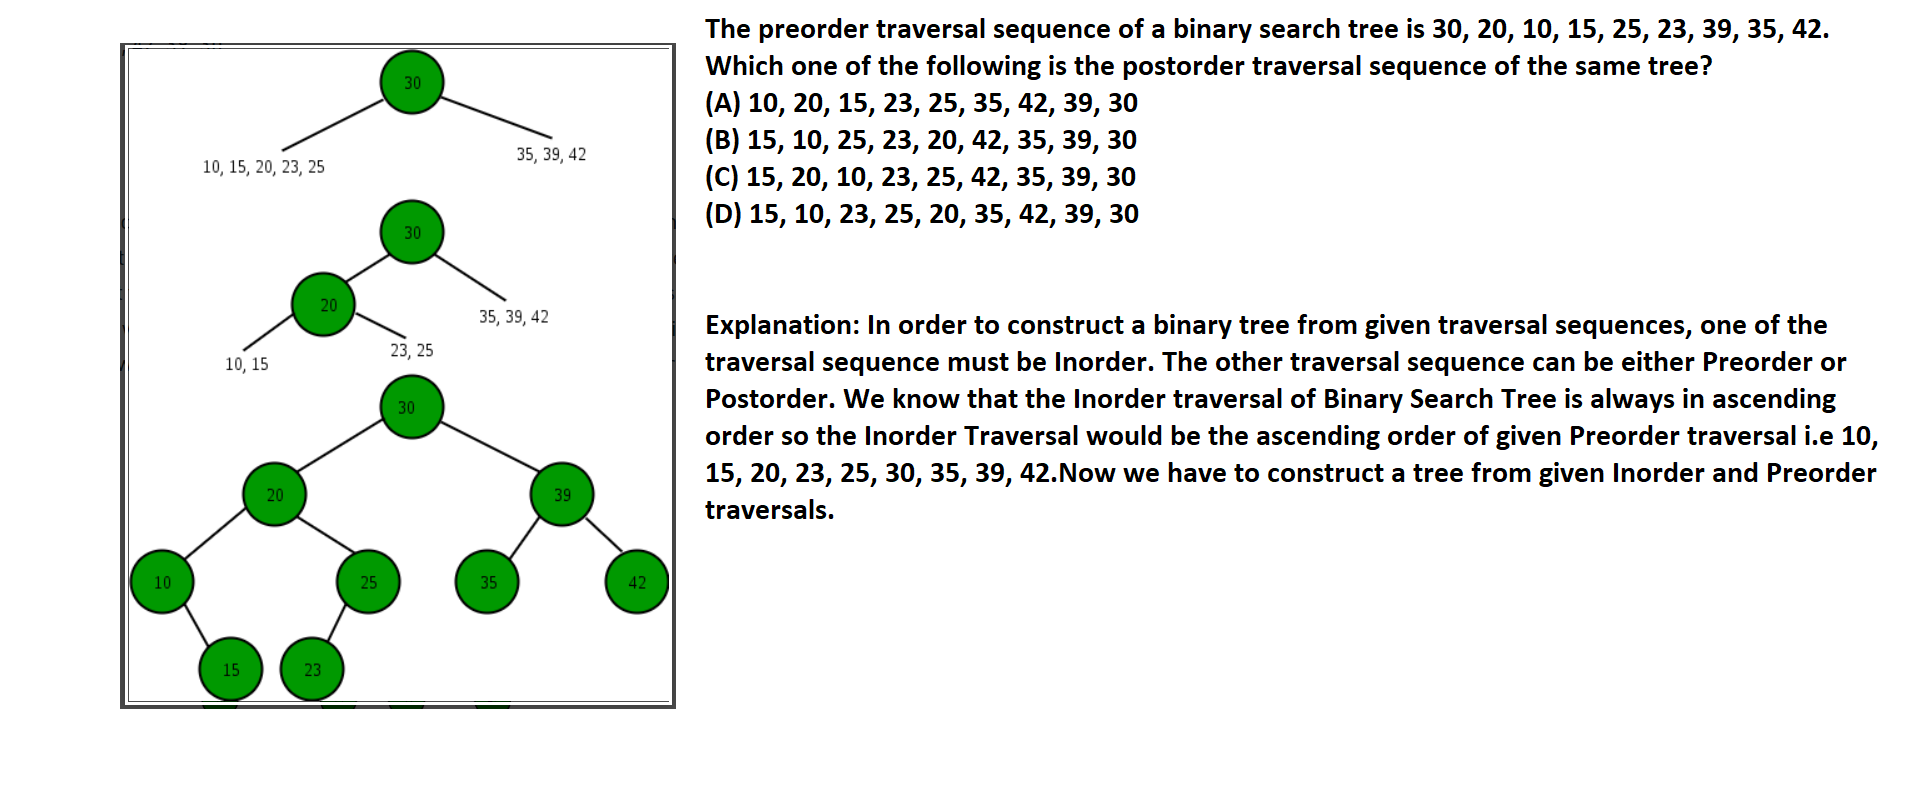 30
10, 15, 20, 23, 25
35, 39, 42
30
20
35, 39, 42
10, 15
23, 25
30
20
39
10
25
35
42
15
23
The preorder traversal sequence of a binary search tree is 30, 20, 10, 15, 25, 23, 39, 35, 42.
Which one of the following is the postorder traversal sequence of the same tree?
(A) 10, 20, 15, 23, 25, 35, 42, 39, 30
(B) 15, 10, 25, 23, 20, 42, 35, 39, 30
(C) 15, 20, 10, 23, 25, 42, 35, 39, 30
(D) 15, 10, 23, 25, 20, 35, 42, 39, 30
Explanation: In order to construct a binary tree from given traversal sequences, one of the
traversal sequence must be Inorder. The other traversal sequence can be either Preorder or
Postorder. We know that the Inorder traversal of Binary Search Tree is always in ascending
order so the Inorder Traversal would be the ascending order of given Preorder traversal i.e 10,
15, 20, 23, 25, 30, 35, 39, 42.Now we have to construct a tree from given Inorder and Preorder
traversals.